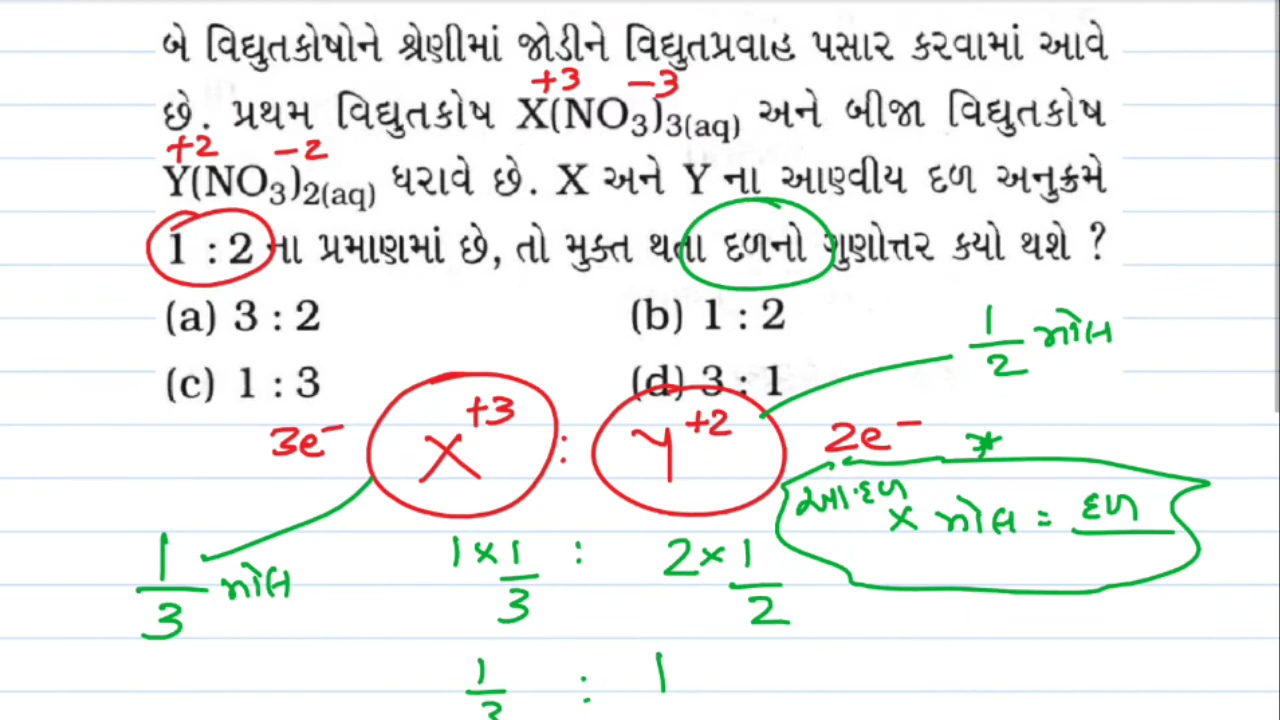 બે વિદ્યુતકોષોને શ્રેણીમાં જોડીને વિદ્યુતપ્રવાહ પસાર કરવામાં આવે
+3 −3
છે. પ્રથમ વિદ્યુતકોષ X(NO₃)₃(aq) અને બીજા વિદ્યુતકોષ
+2 −2
Y(NO₃)₂(aq) ધરાવે છે. X અને Y ના આણ્વીય દળ અનુક્રમે
1 : 2 ના પ્રમાણમાં છે, તો મુક્ત થતા દળનો ગુણોત્તર કયો થશે ?
(a) 3 : 2 (b) 1 : 2
1/2 મોલ
(c) 1 : 3 (d) 3 : 1
3e⁻ X⁺³ : Y⁺² 2e⁻ *
આ.દળ × મોલ = દળ
1/3 મોલ 1 × 1/3 : 2 × 1/2
1/3 : 1